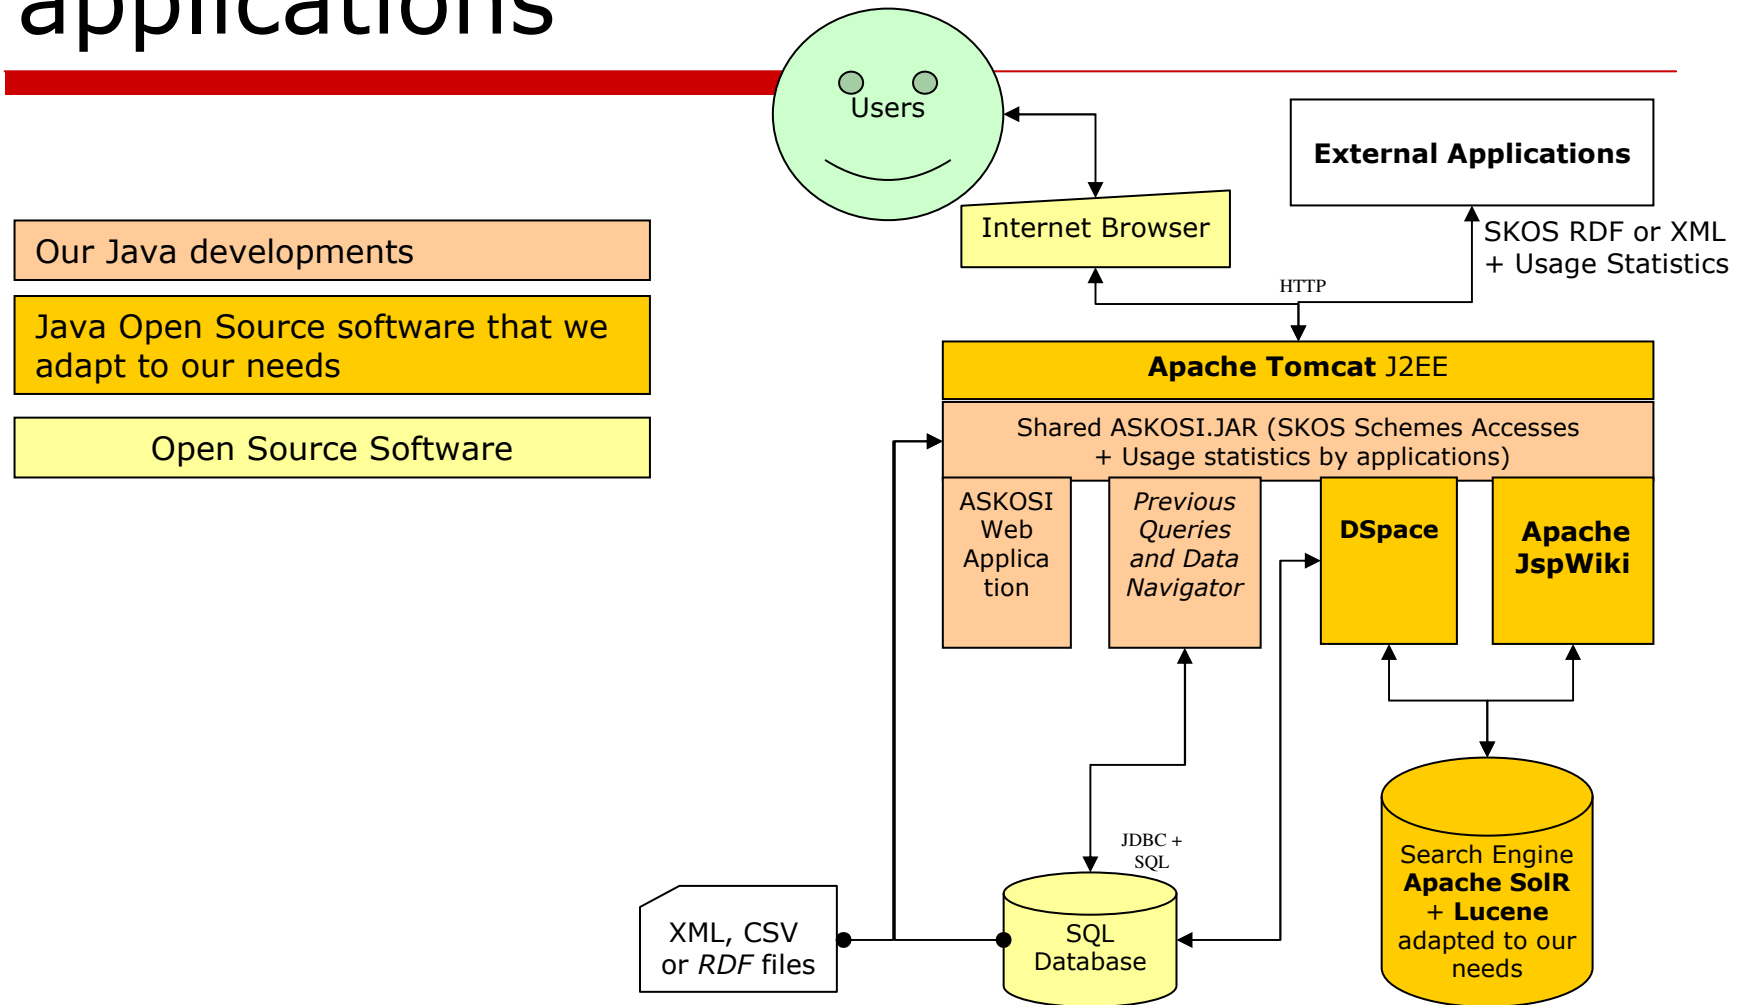 applications
Users
External Applications
Internet Browser
SKOS RDF or XML
+ Usage Statistics
HTTP
Our Java developments
Java Open Source software that we
adapt to our needs
Open Source Software
Apache Tomcat J2EE
Shared ASKOSI.JAR (SKOS Schemes Accesses
+ Usage statistics by applications)
ASKOSI
Web
Applica
tion
Previous
Queries
and Data
Navigator
DSpace
Apache
JspWiki
JDBC +
SQL
XML, CSV
or RDF files
SQL
Database
Search Engine
Apache SolR
+ Lucene
adapted to our
needs